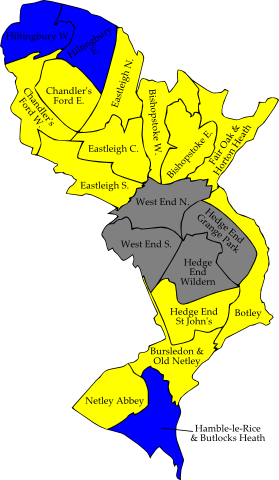 Hiltingbury W.
Hiltingbury
E.
Chandler's
Ford E.
Eastleigh N.
Chandler's
Ford W.
Bishopstoke W.
Bishopstoke E.
Fair Oak &
Horton Heath
Eastleigh C.
Eastleigh S.
West End N.
Hedge End
Grange Park
West End S.
Hedge
End
Wildern
Hedge End
St John's
Botley
Bursledon &
Old Netley
Netley Abbey
Hamble-le-Rice
& Butlocks Heath